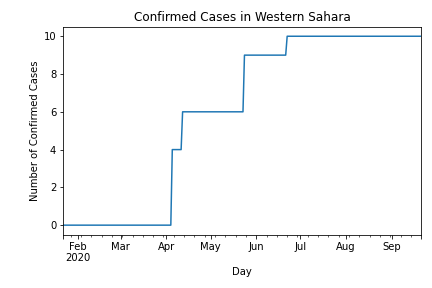 Confirmed Cases in Western Sahara
10
8
6
4
2
0
Number of Confirmed Cases
Feb Mar Apr May Jun Jul Aug Sep
2020
Day